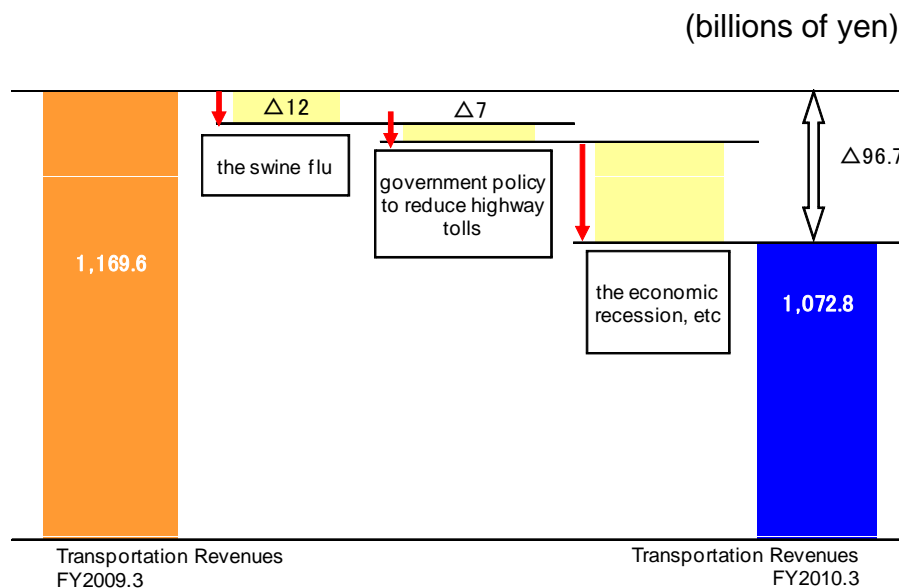 (billions of yen)
△12
△7
△96.7
the swine flu
government policy
to reduce highway
tolls
1,169.6
the economic
recession, etc
1,072.8
Transportation Revenues
FY2009.3
Transportation Revenues
FY2010.3